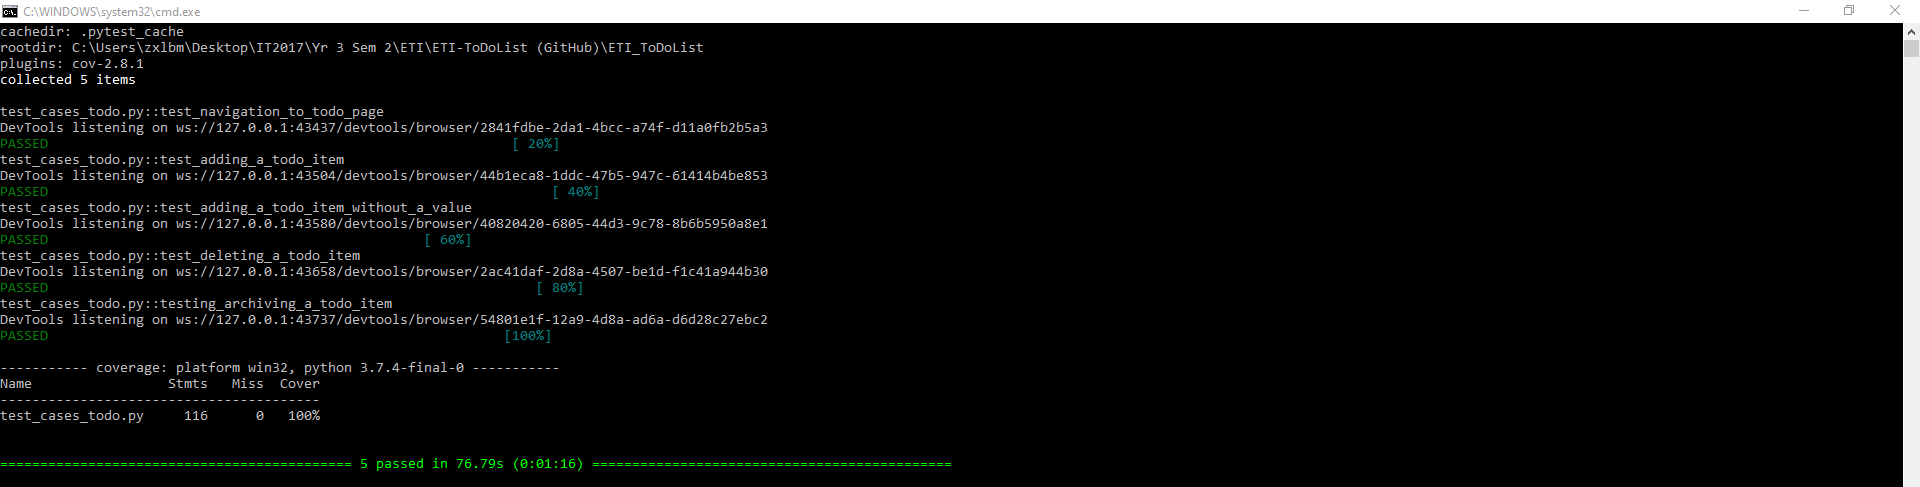 C:\WINDOWS\system32\cmd.exe
cachedir: .pytest_cache
rootdir: C:\Users\zxlbm\Desktop\IT2017\Yr 3 Sem 2\ETI\ETI-ToDoList (GitHub)\ETI_ToDoList
plugins: cov-2.8.1
collected 5 items
test_cases_todo.py::test_navigation_to_todo_page
DevTools listening on ws://127.0.0.1:43437/devtools/browser/2841fdbe-2da1-4bcc-a74f-d11a0fb2b5a3
PASSED [ 20%]
test_cases_todo.py::test_adding_a_todo_item
DevTools listening on ws://127.0.0.1:43504/devtools/browser/44b1eca8-1ddc-47b5-947c-61414b4be853
PASSED [ 40%]
test_cases_todo.py::test_adding_a_todo_item_without_a_value
DevTools listening on ws://127.0.0.1:43580/devtools/browser/40820420-6805-44d3-9c78-8b6b5950a8e1
PASSED [ 60%]
test_cases_todo.py::test_deleting_a_todo_item
DevTools listening on ws://127.0.0.1:43658/devtools/browser/2ac41daf-2d8a-4507-be1d-f1c41a944b30
PASSED [ 80%]
test_cases_todo.py::testing_archiving_a_todo_item
DevTools listening on ws://127.0.0.1:43737/devtools/browser/54801e1f-12a9-4d8a-ad6a-d6d28c27ebc2
PASSED [100%]
----------- coverage: platform win32, python 3.7.4-final-0 -----------
Name Stmts Miss Cover
----------------------------------------
test_cases_todo.py 116 0 100%
============================================ 5 passed in 76.79s (0:01:16) =============================================